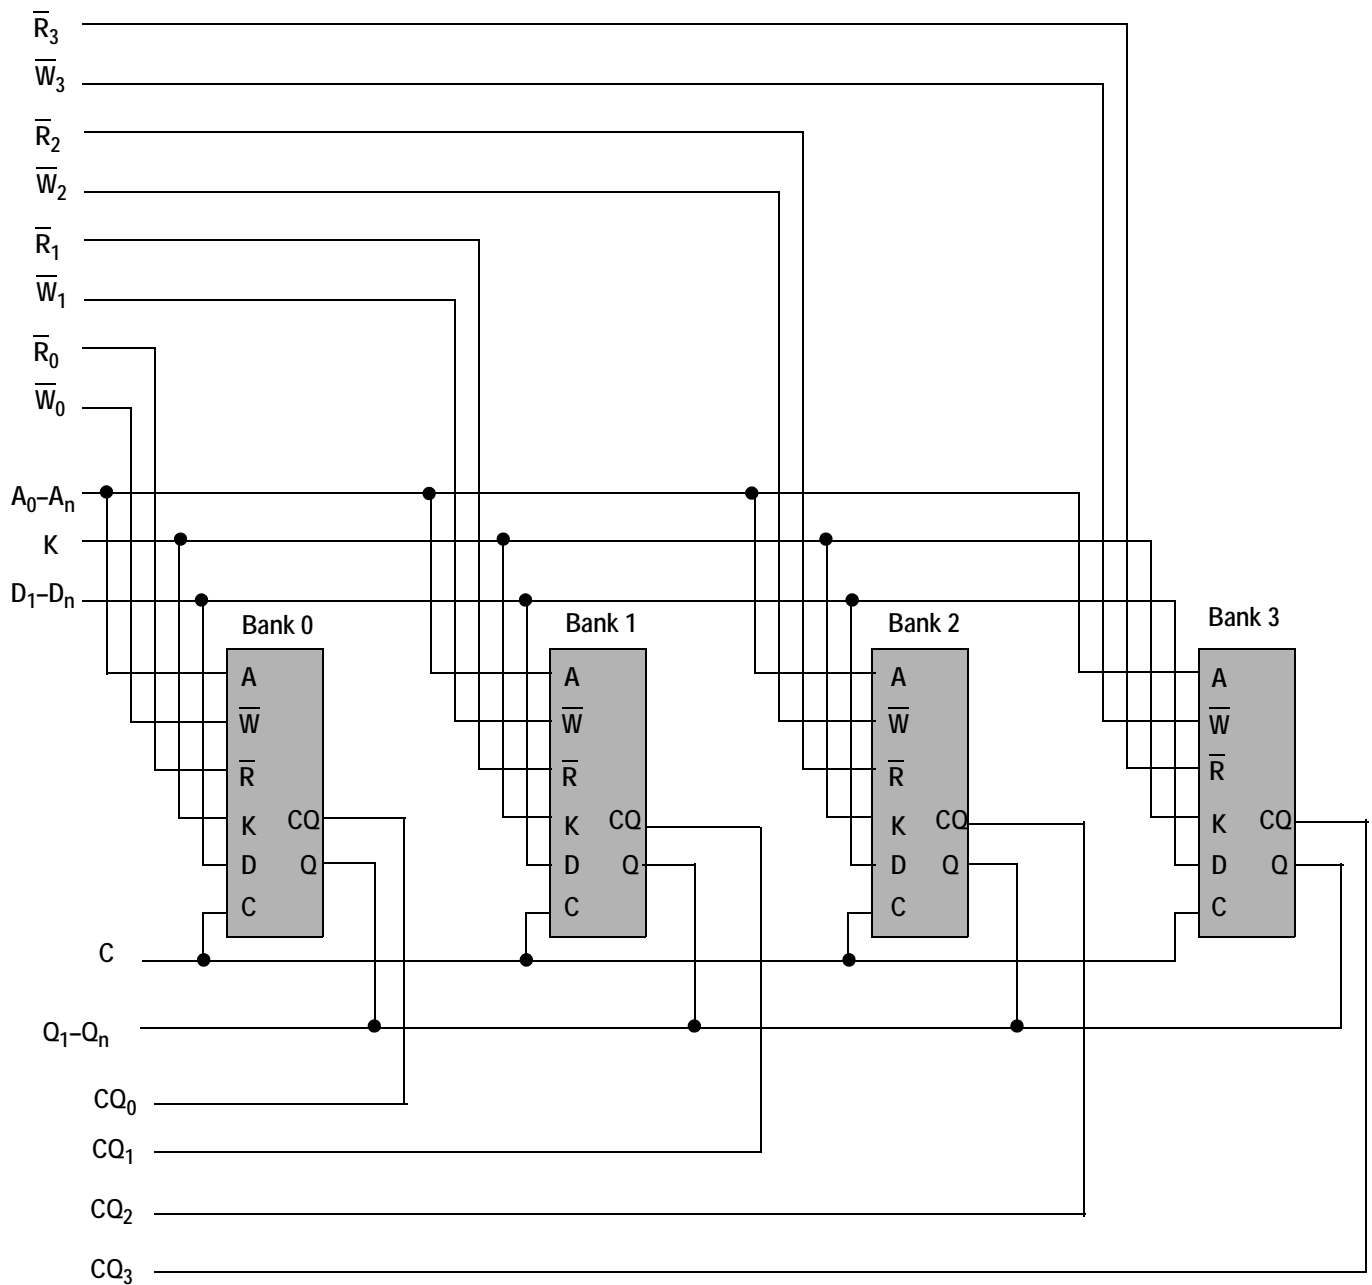 R̅₃
W̅₃
R̅₂
W̅₂
R̅₁
W̅₁
R̅₀
W̅₀
A₀–Aₙ
K
D₁–Dₙ
Bank 0
Bank 1
Bank 2
Bank 3
A
W̅
R̅
K
CQ
D
Q
C
A
W̅
R̅
K
CQ
D
Q
C
A
W̅
R̅
K
CQ
D
Q
C
A
W̅
R̅
K
CQ
D
Q
C
C
Q₁–Qₙ
CQ₀
CQ₁
CQ₂
CQ₃